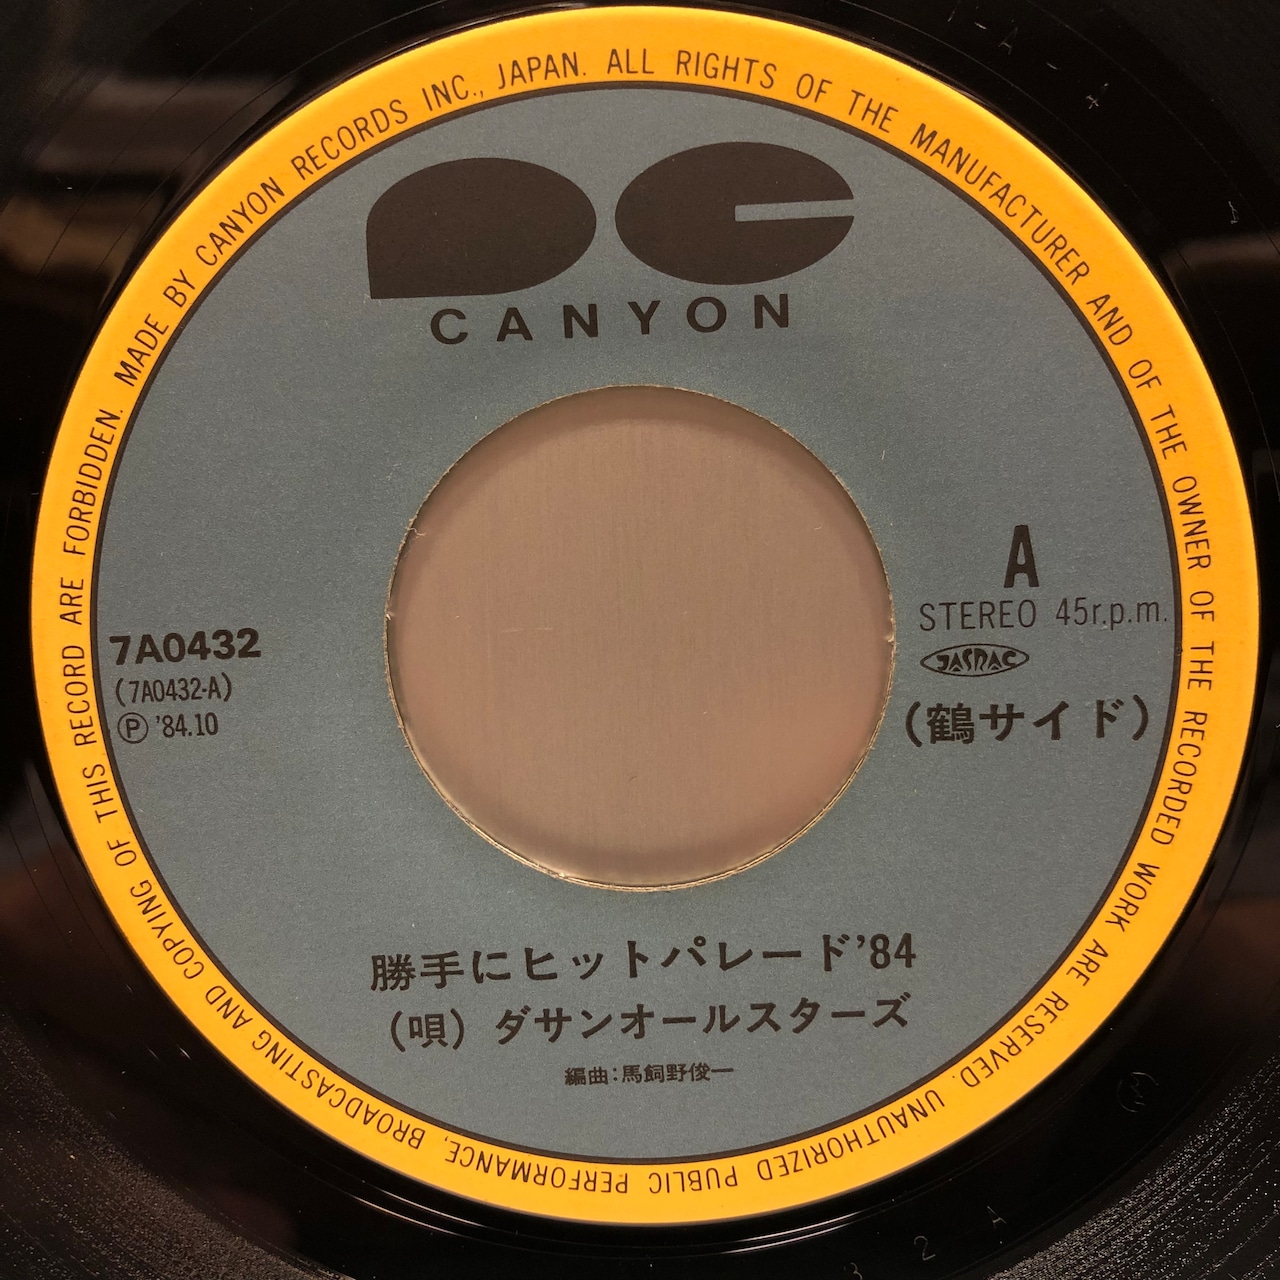 MADE BY CANYON RECORDS INC., JAPAN. ALL RIGHTS OF THE MANUFACTURER AND OF THE OWNER OF THE RECORDED WORK ARE RESERVED. UNAUTHORIZED PUBLIC PERFORMANCE, BROADCASTING AND COPYING OF THIS RECORD ARE FORBIDDEN.
CANYON
A
STEREO 45r.p.m.
JASRAC
(鶴サイド)
7A0432
(7A0432-A)
Ⓟ '84.10
勝手にヒットパレード'84
(唄) ダサンオールスターズ
編曲:馬飼野俊一